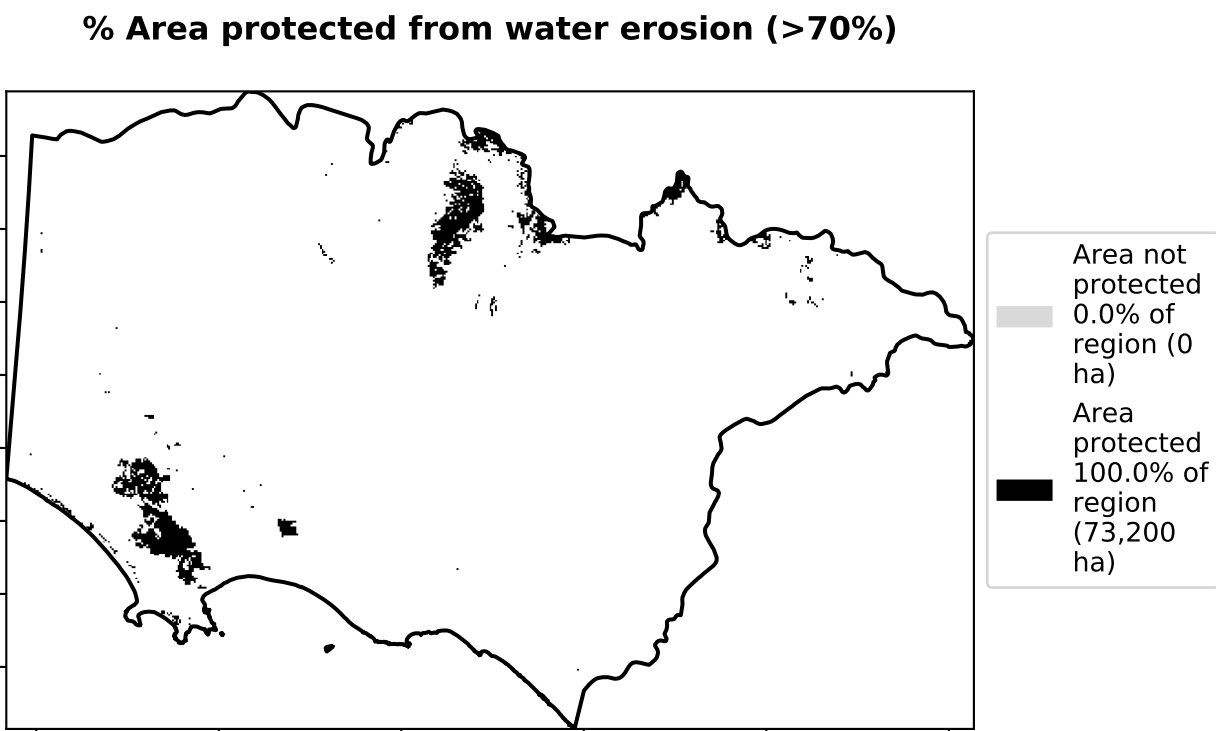 % Area protected from water erosion (>70%)
Area not
protected
0.0% of
region (0
ha)
Area
protected
100.0% of
region
(73,200
ha)